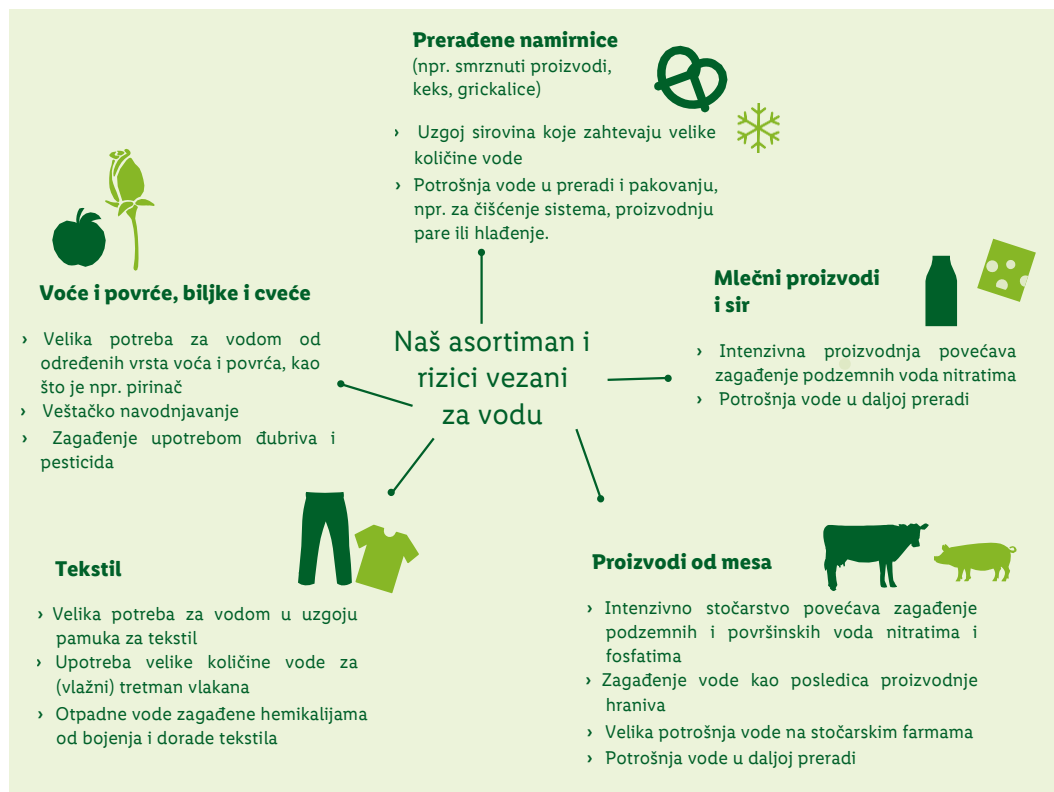 Prerađene namirnice
(npr. smrznuti proizvodi,
keks, grickalice)
› Uzgoj sirovina koje zahtevaju velike
količine vode
› Potrošnja vode u preradi i pakovanju,
npr. za čišćenje sistema, proizvodnju
pare ili hlađenje.
Voće i povrće, biljke i cveće
› Velika potreba za vodom od
određenih vrsta voća i povrća, kao
što je npr. pirinač
› Veštačko navodnjavanje
› Zagađenje upotrebom đubriva i
pesticida
Naš asortiman i
rizici vezani
za vodu
Mlečni proizvodi
i sir
› Intenzivna proizvodnja povećava
zagađenje podzemnih voda nitratima
› Potrošnja vode u daljoj preradi
Tekstil
› Velika potreba za vodom u uzgoju
pamuka za tekstil
› Upotreba velike količine vode za
(vlažni) tretman vlakana
› Otpadne vode zagađene hemikalijama
od bojenja i dorade tekstila
Proizvodi od mesa
› Intenzivno stočarstvo povećava zagađenje
podzemnih i površinskih voda nitratima i
fosfatima
› Zagađenje vode kao posledica proizvodnje
hraniva
› Velika potrošnja vode na stočarskim farmama
› Potrošnja vode u daljoj preradi